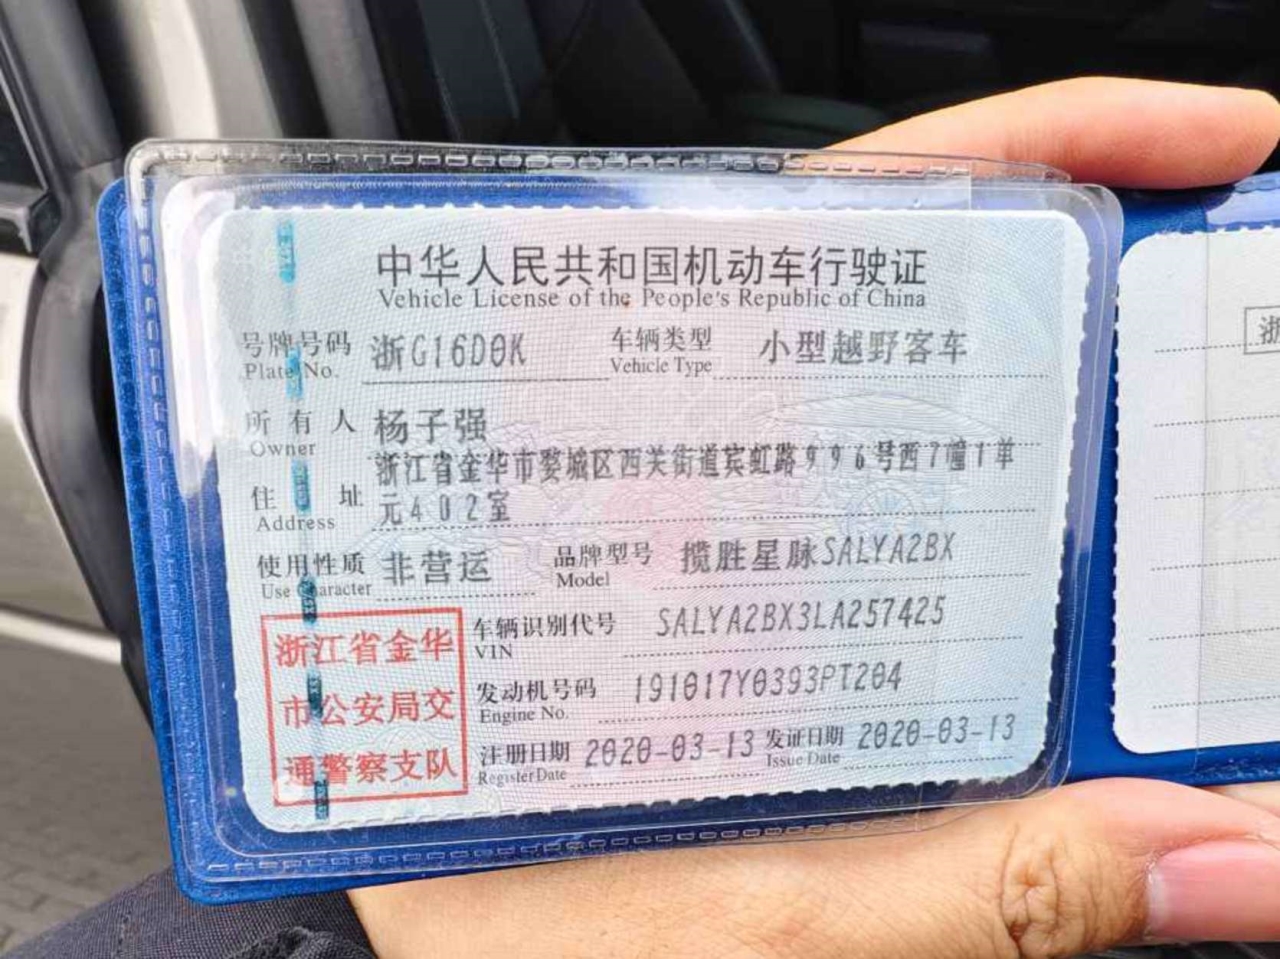 中华人民共和国机动车行驶证
Vehicle License of the People's Republic of China
号牌号码 浙G16D0K 车辆类型 小型越野客车
Plate No. Vehicle Type
所有人 杨子强
Owner
浙江省金华市婺城区西关街道宾虹路996号西7幢1单
住址 元402室
Address
使用性质 非营运 品牌型号 揽胜星脉SALYA2BX
Use Character Model
车辆识别代号 SALYA2BX3LA257425
VIN
发动机号码 191017Y0393PT204
Engine No.
注册日期 2020-03-13 发证日期 2020-03-13
Register Date Issue Date
浙江省金华
市公安局交
通警察支队
浙